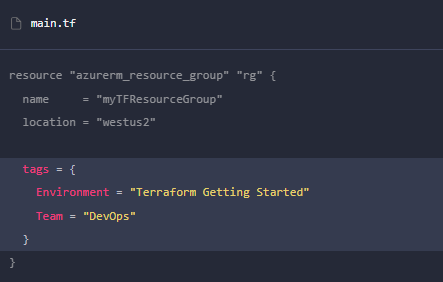 main.tf
resource "azurerm_resource_group" "rg" {
  name     = "myTFResourceGroup"
  location = "westus2"
  tags = {
    Environment = "Terraform Getting Started"
    Team = "DevOps"
  }
}